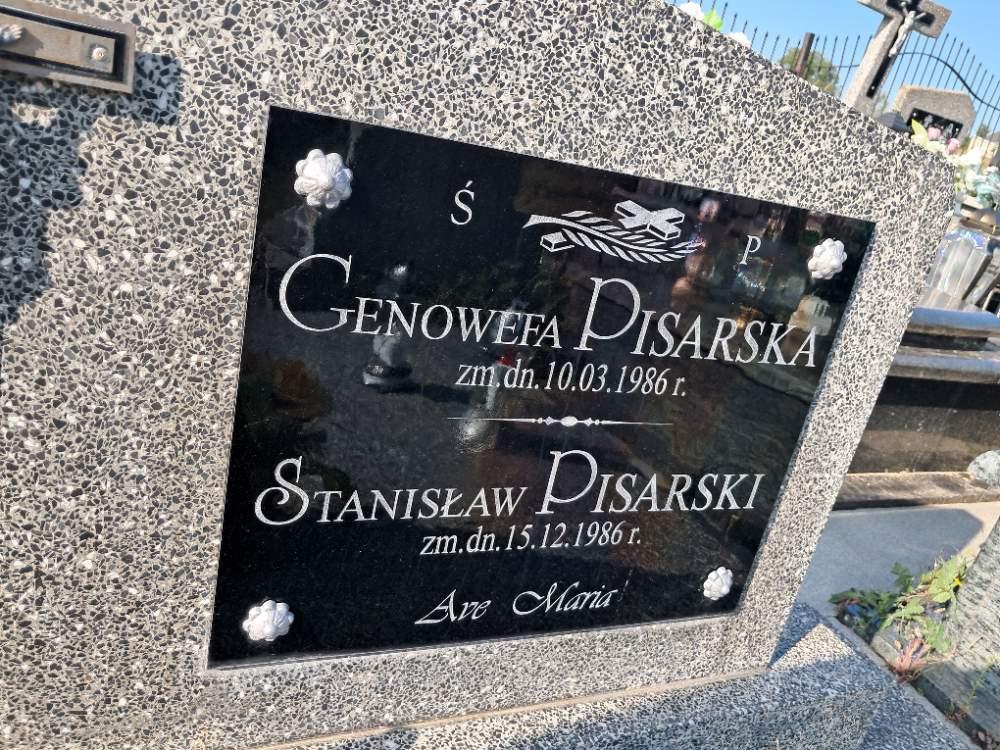 Ś P
GENOWEFA PISARSKA
zm.dn.10.03.1986 r.
STANISŁAW PISARSKI
zm.dn.15.12.1986 r.
Ave Maria